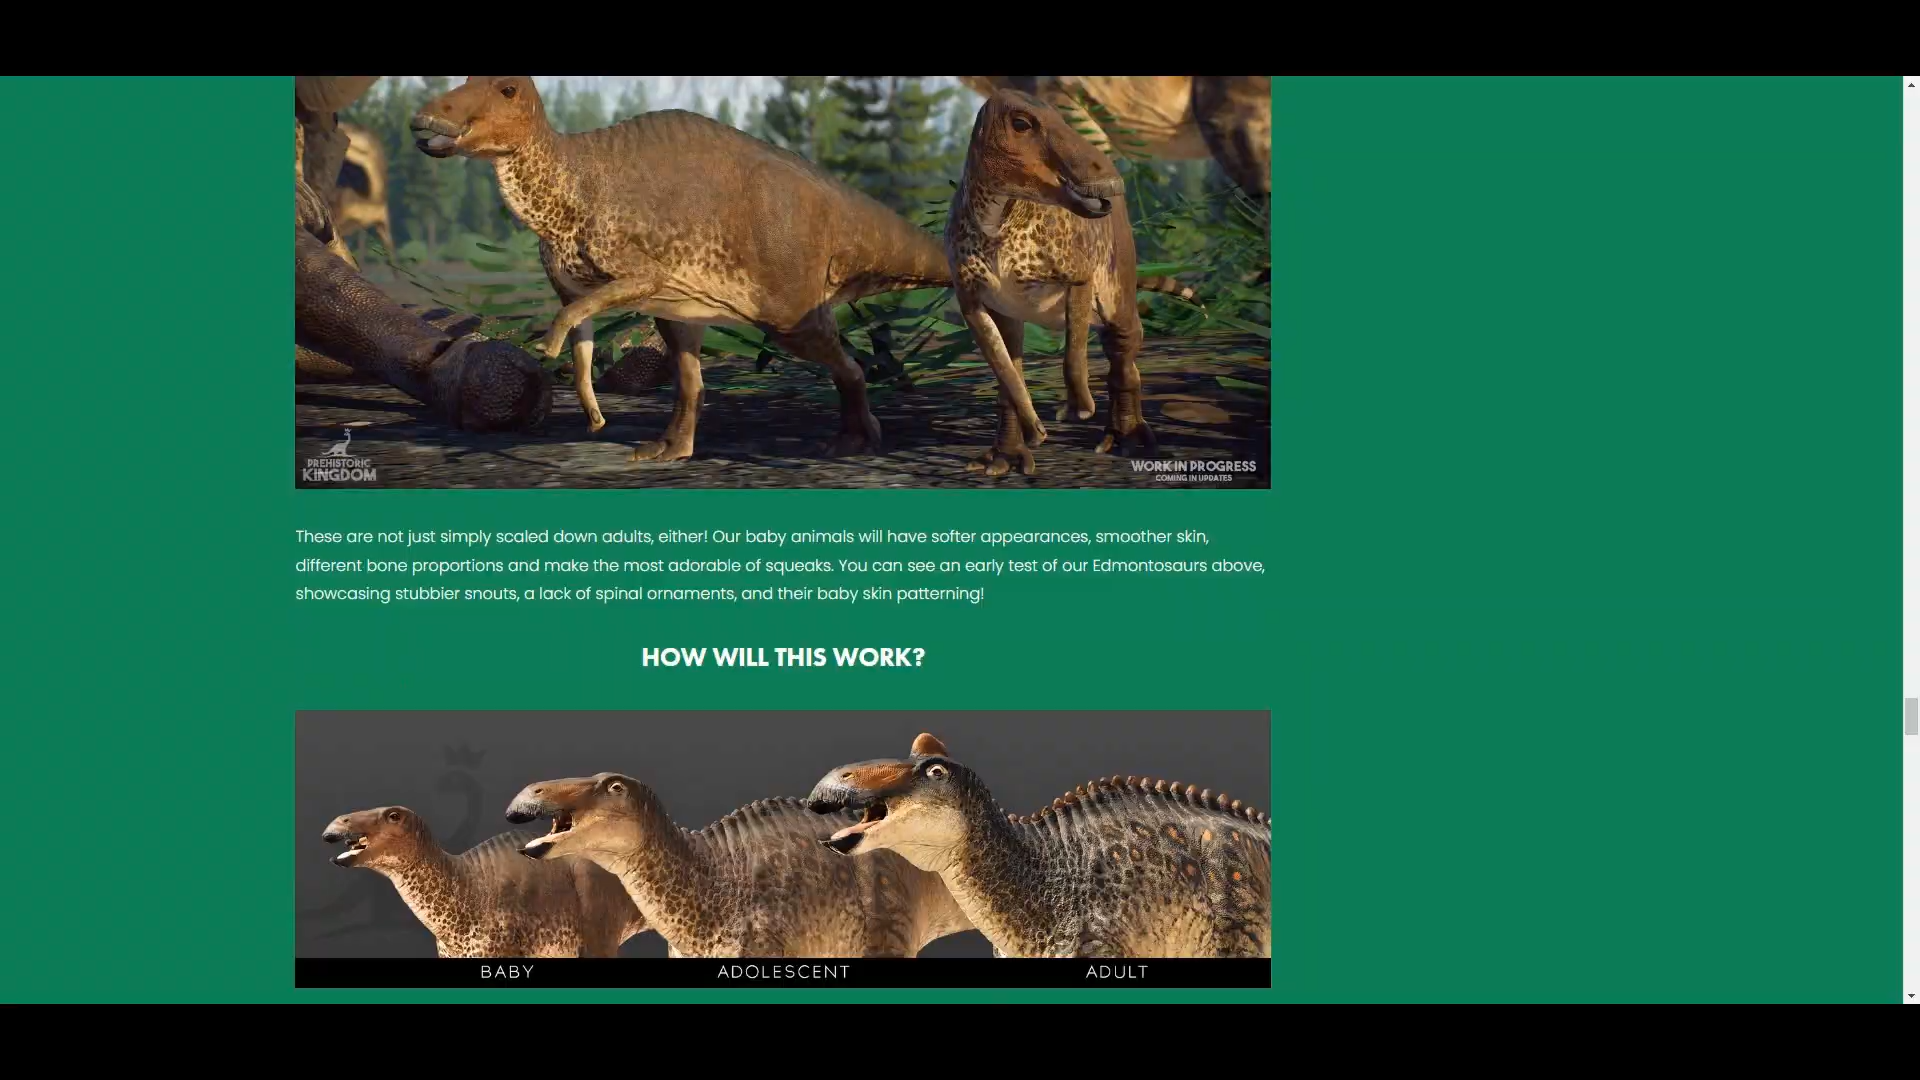 PREHISTORIC
KINGDOM
WORK IN PROGRESS
COMING IN UPDATES
These are not just simply scaled down adults, either! Our baby animals will have softer appearances, smoother skin,
different bone proportions and make the most adorable of squeaks. You can see an early test of our Edmontosaurs above,
showcasing stubbier snouts, a lack of spinal ornaments, and their baby skin patterning!
HOW WILL THIS WORK?
BABY ADOLESCENT ADULT